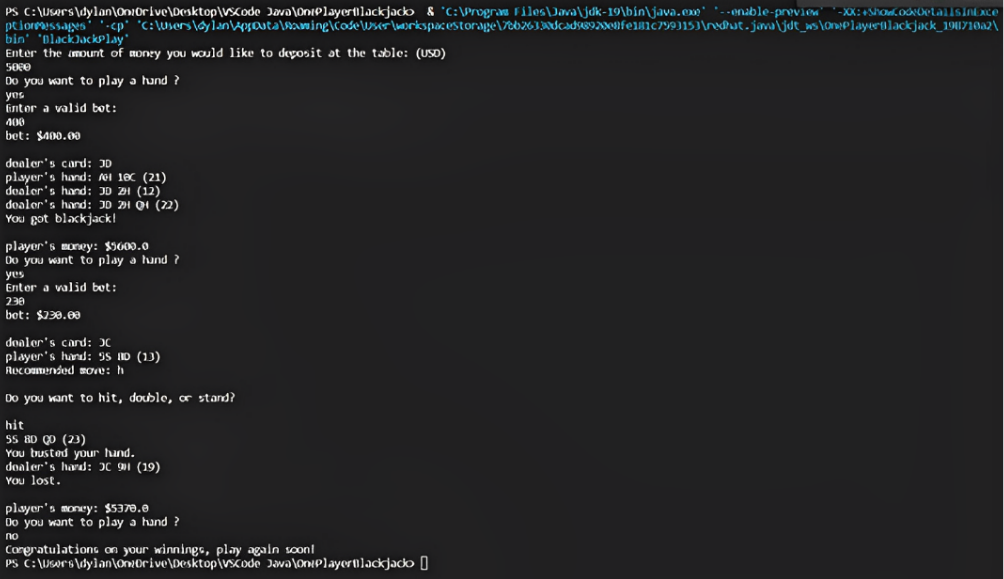 PS C:\Users\dylan\OneDrive\Desktop\VSCode Java\OnePlayerBlackjack> & 'C:\Program Files\Java\jdk-19\bin\java.exe' '--enable-preview' '-XX:+ShowCodeDetailsInExce
ptionMessages' '-cp' 'C:\Users\dylan\AppData\Roaming\Code\User\workspaceStorage\7bb26330dcad98920e8fe181c7593153\redhat.java\jdt_ws\OnePlayerBlackjack_198710a2\
bin' 'BlackJackPlay'
Enter the amount of money you would like to deposit at the table: (USD)
5000
Do you want to play a hand ?
yes
Enter a valid bet:
400
bet: $400.00
dealer's card: JD
player's hand: AH 10C (21)
dealer's hand: JD 2H (12)
dealer's hand: JD 2H QH (22)
You got blackjack!
player's money: $5600.0
Do you want to play a hand ?
yes
Enter a valid bet:
230
bet: $230.00
dealer's card: JC
player's hand: 5S 8D (13)
Recommended move: h
Do you want to hit, double, or stand?
hit
5S 8D QD (23)
You busted your hand.
dealer's hand: JC 9H (19)
You lost.
player's money: $5370.0
Do you want to play a hand ?
no
Congratulations on your winnings, play again soon!
PS C:\Users\dylan\OneDrive\Desktop\VSCode Java\OnePlayerBlackjack>